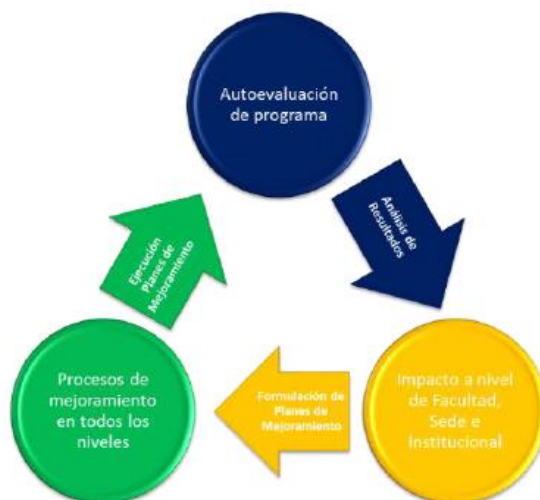 Autoevaluación
de programa
Análisis de
Resultados
Impacto a nivel
de Facultad,
Sede e
Institucional
Formulación de
Planes de
Mejoramiento
Procesos de
mejoramiento
en todos los
niveles
Ejecución
Planes de
Mejoramiento